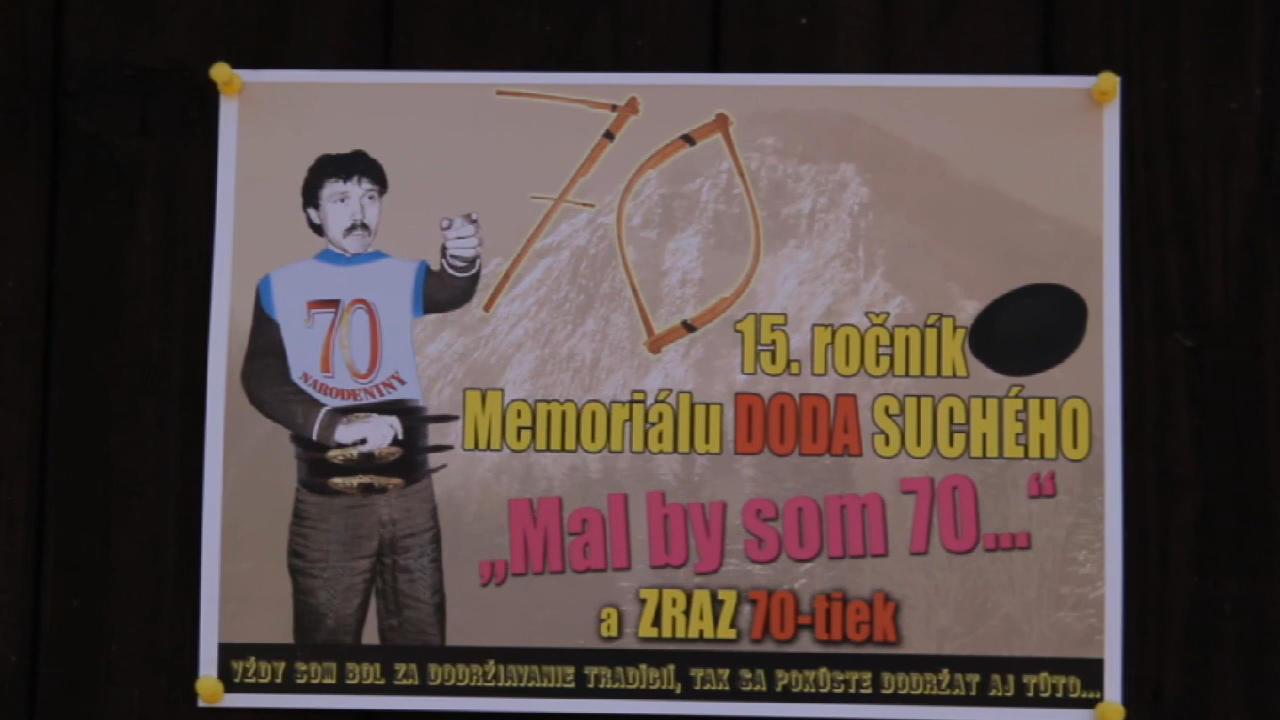 70
70
NARODENINY
15. ročník
Memoriálu DODA SUCHÉHO
„Mal by som 70...“
a ZRAZ 70-tiek
VŽDY SOM BOL ZA DODRŽIAVANIE TRADÍCIÍ, TAK SA POKÚSTE DODRŽAT AJ TÚTO...